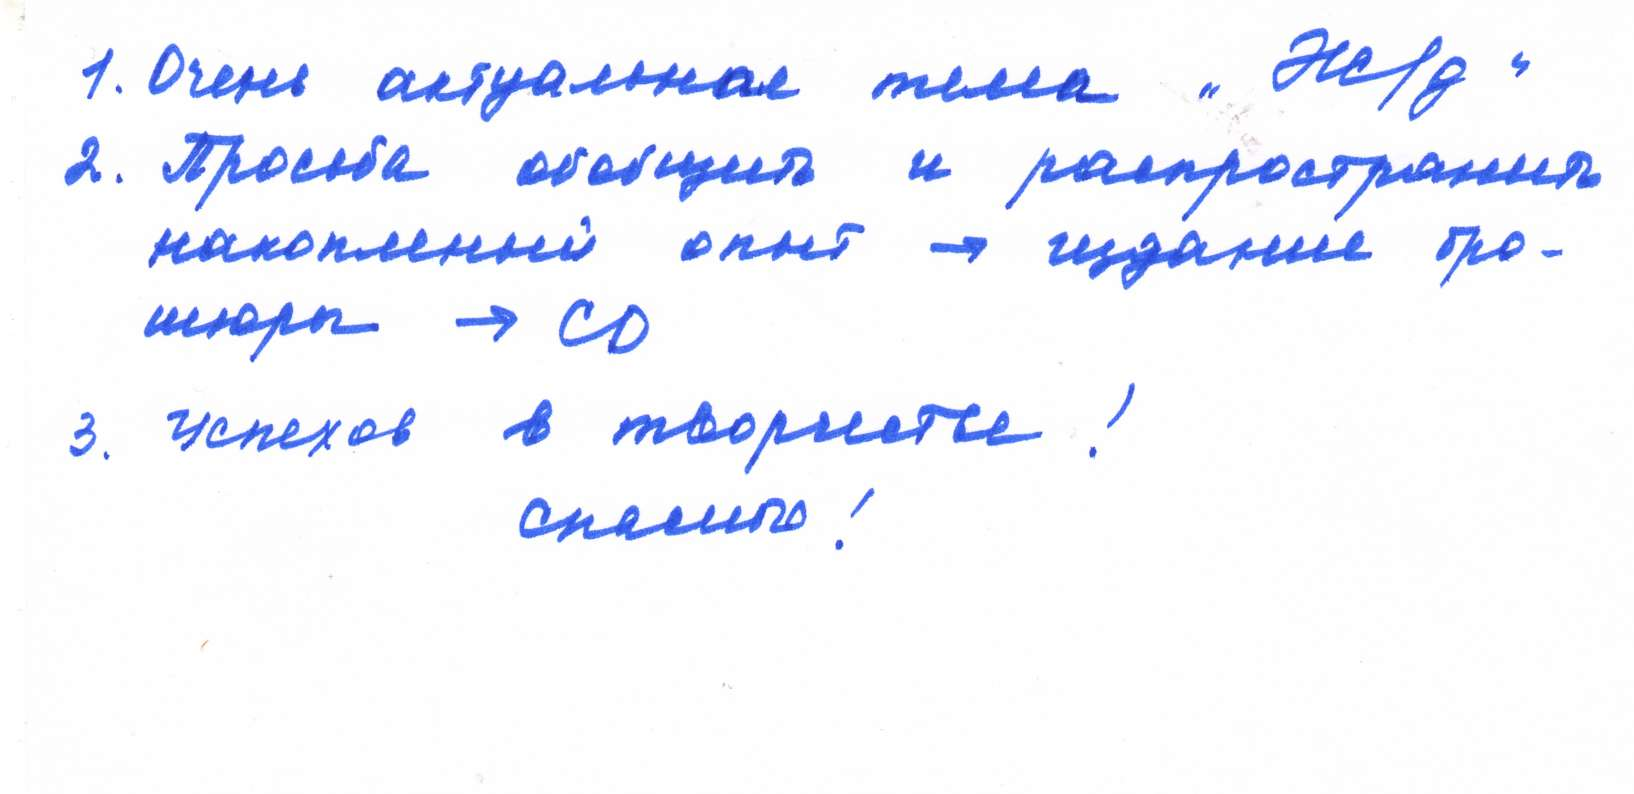 1. Очень актуальная тема „Ж/д"
2. Просьба обобщить и распространить
накопленный опыт → издание бро-
шюры → CD
3. Успехов в творчестве!
спасибо!